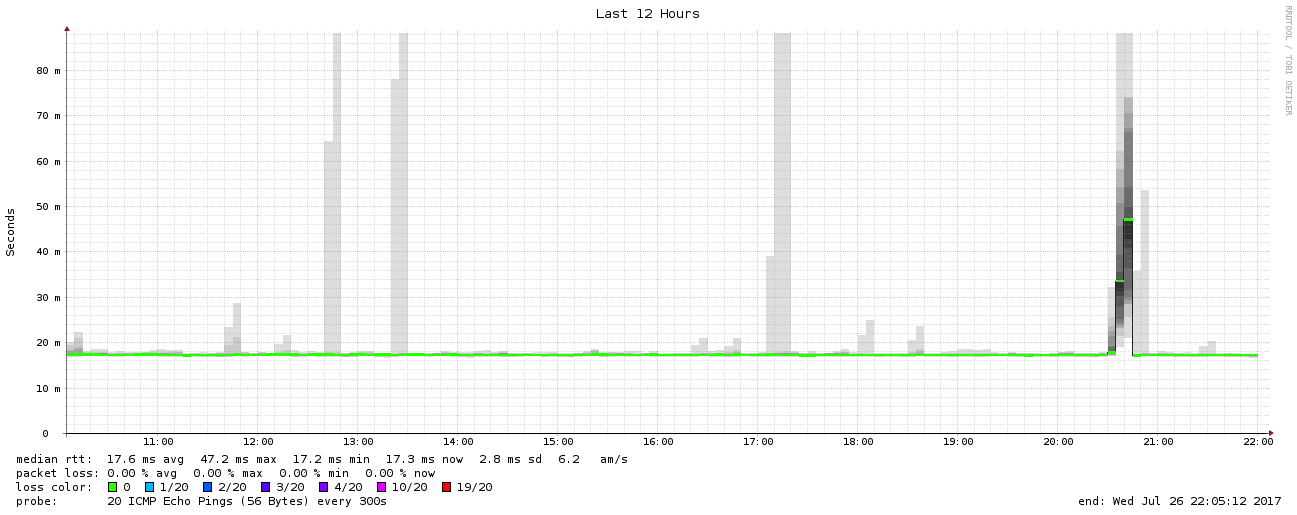 Last 12 Hours
RRDTOOL / TOBI OETIKER
Seconds
80 m
70 m
60 m
50 m
40 m
30 m
20 m
10 m
0
11:00 12:00 13:00 14:00 15:00 16:00 17:00 18:00 19:00 20:00 21:00 22:00
median rtt: 17.6 ms avg 47.2 ms max 17.2 ms min 17.3 ms now 2.8 ms sd 6.2 am/s
packet loss: 0.00 % avg 0.00 % max 0.00 % min 0.00 % now
loss color: 0 1/20 2/20 3/20 4/20 10/20 19/20
probe: 20 ICMP Echo Pings (56 Bytes) every 300s end: Wed Jul 26 22:05:12 2017